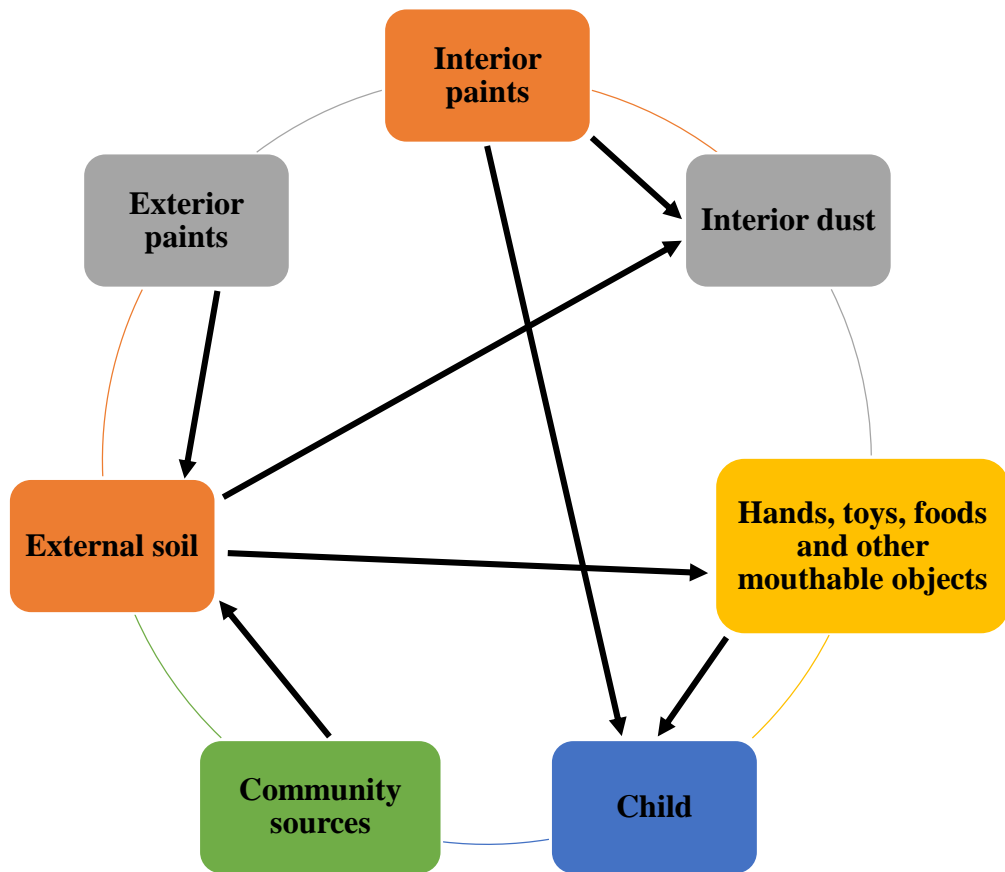 Interior
paints
Exterior
paints
Interior dust
External soil
Hands, toys, foods
and other
mouthable objects
Community
sources
Child